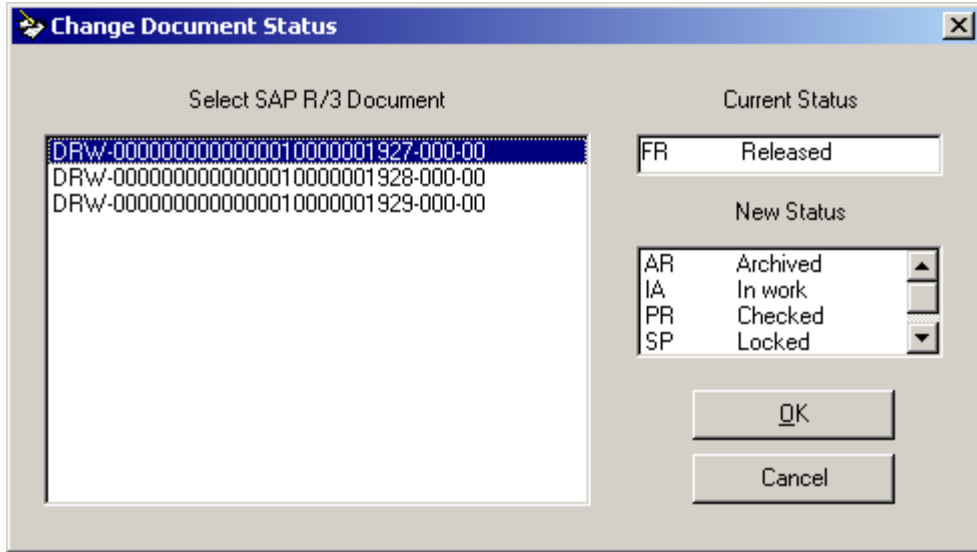 Change Document Status
Select SAP R/3 Document
DRW-0000000000000010000001927-000-00
DRW-0000000000000010000001928-000-00
DRW-0000000000000010000001929-000-00
Current Status
FR Released
New Status
AR Archived
IA In work
PR Checked
SP Locked
OK
Cancel